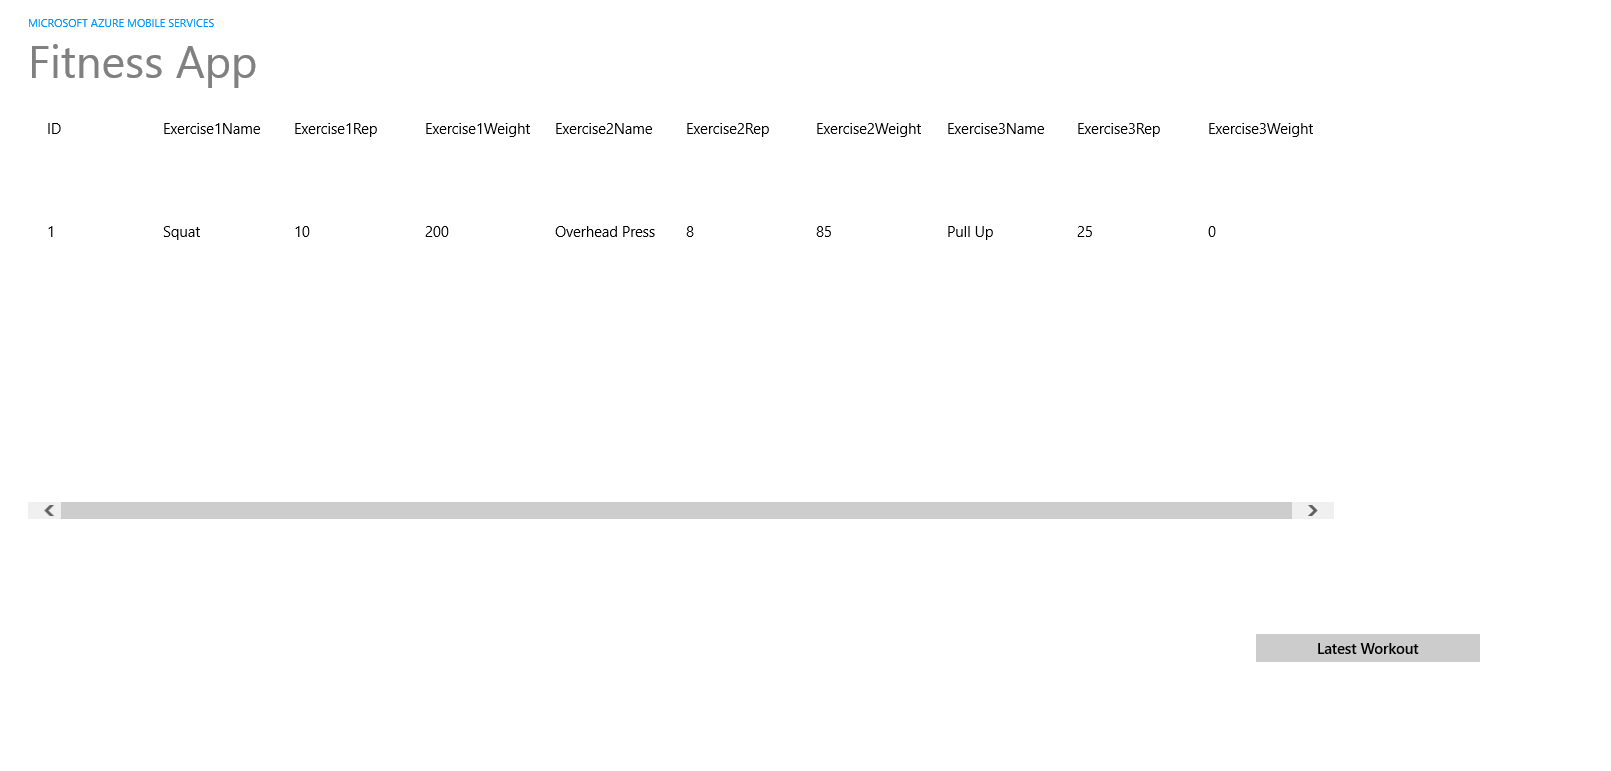 MICROSOFT AZURE MOBILE SERVICES
Fitness App
ID Exercise1Name Exercise1Rep Exercise1Weight Exercise2Name Exercise2Rep Exercise2Weight Exercise3Name Exercise3Rep Exercise3Weight
1 Squat 10 200 Overhead Press 8 85 Pull Up 25 0
Latest Workout